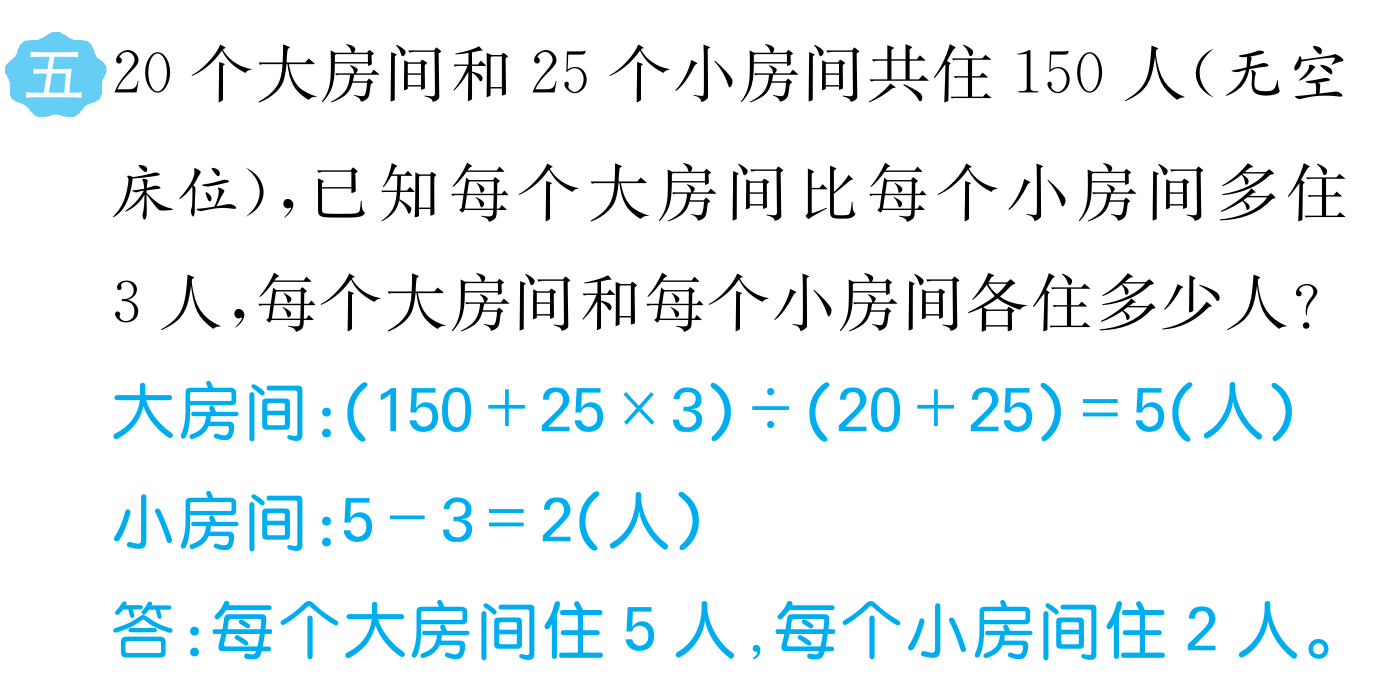 五 20 个大房间和 25 个小房间共住 150 人(无空
床位),已知每个大房间比每个小房间多住
3 人,每个大房间和每个小房间各住多少人?
大房间:(150+25×3)÷(20+25)=5(人)
小房间:5-3=2(人)
答:每个大房间住 5 人,每个小房间住 2 人。